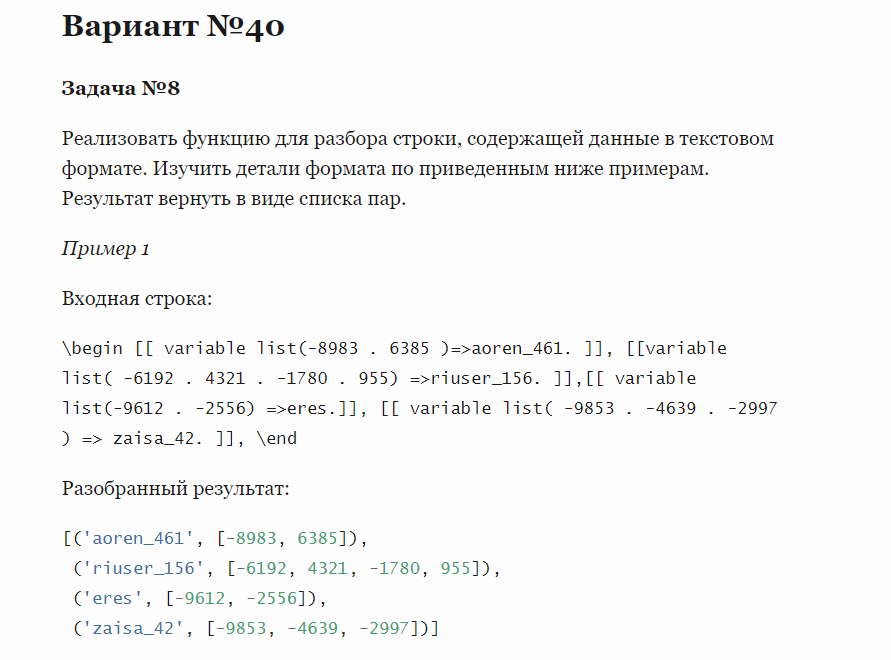 Вариант №40
Задача №8
Реализовать функцию для разбора строки, содержащей данные в текстовом
формате. Изучить детали формата по приведенным ниже примерам.
Результат вернуть в виде списка пар.
Пример 1
Входная строка:
\begin [[ variable list(-8983 . 6385 )=>aoren_461. ]], [[variable
list( -6192 . 4321 . -1780 . 955) =>riuser_156. ]],[[ variable
list(-9612 . -2556) =>eres.]], [[ variable list( -9853 . -4639 . -2997
) => zaisa_42. ]], \end
Разобранный результат:
[('aoren_461', [-8983, 6385]),
('riuser_156', [-6192, 4321, -1780, 955]),
('eres', [-9612, -2556]),
('zaisa_42', [-9853, -4639, -2997])]